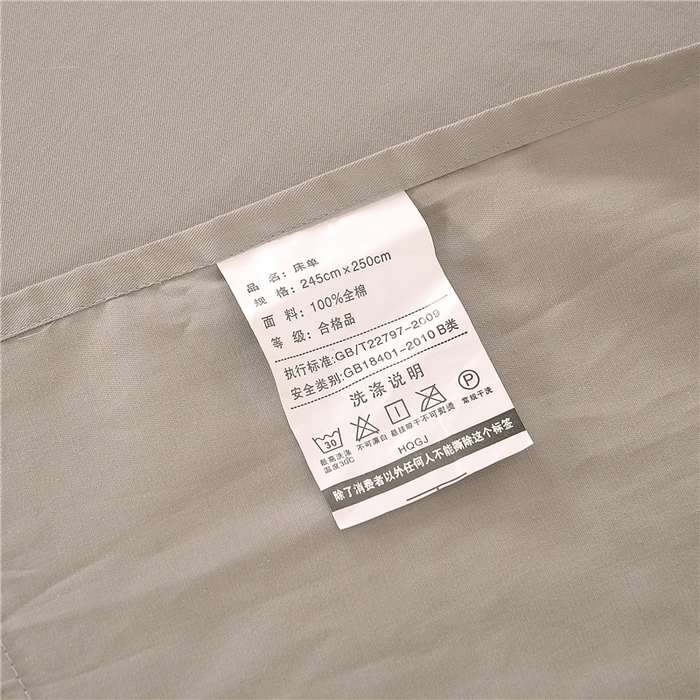 品 名: 床单
规 格: 245cm×250cm
面 料: 100%全棉
等 级: 合格品
执行标准:GB/T22797-2009
安全类别:GB18401-2010 B类
洗涤说明
30
P
最高洗涤
温度30℃
不可漂白
悬挂晾干
不可熨烫
常规干洗
HQGJ
除了消费者以外任何人不能撕除这个标签